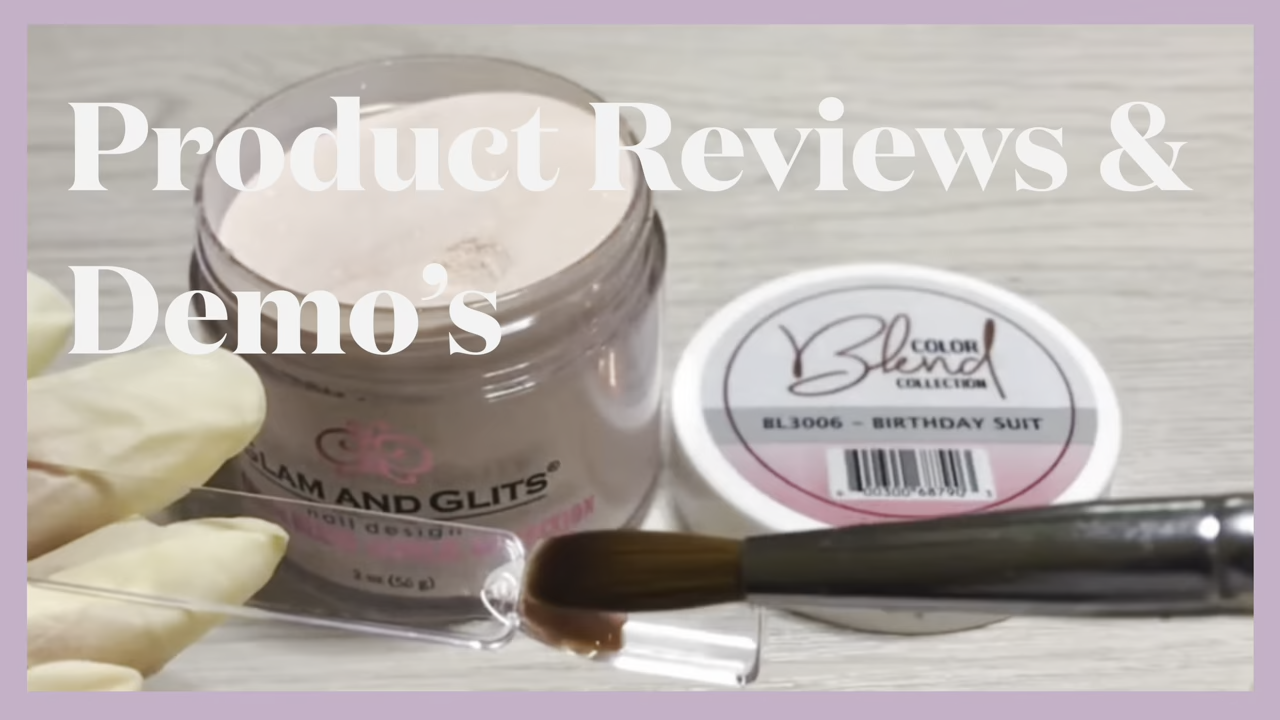 Product Reviews &
Demo's
COLOR
Blend
COLLECTION
BL3006 - BIRTHDAY SUIT
GLAM AND GLITS®
nail design
2 oz (56 g)